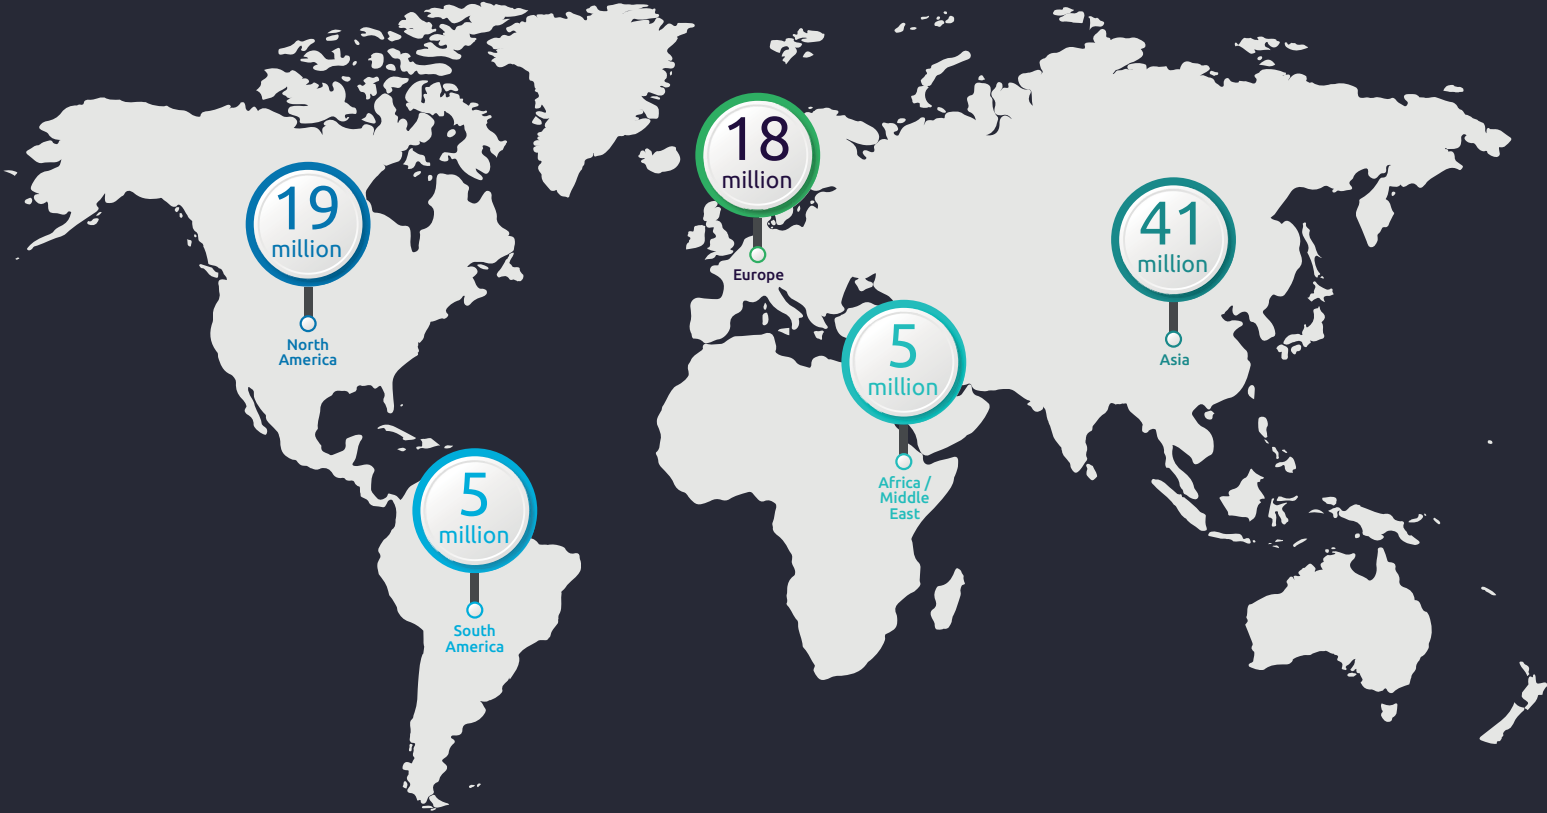 18
million
Europe
19
million
North
America
41
million
Asia
5
million
Africa /
Middle
East
5
million
South
America